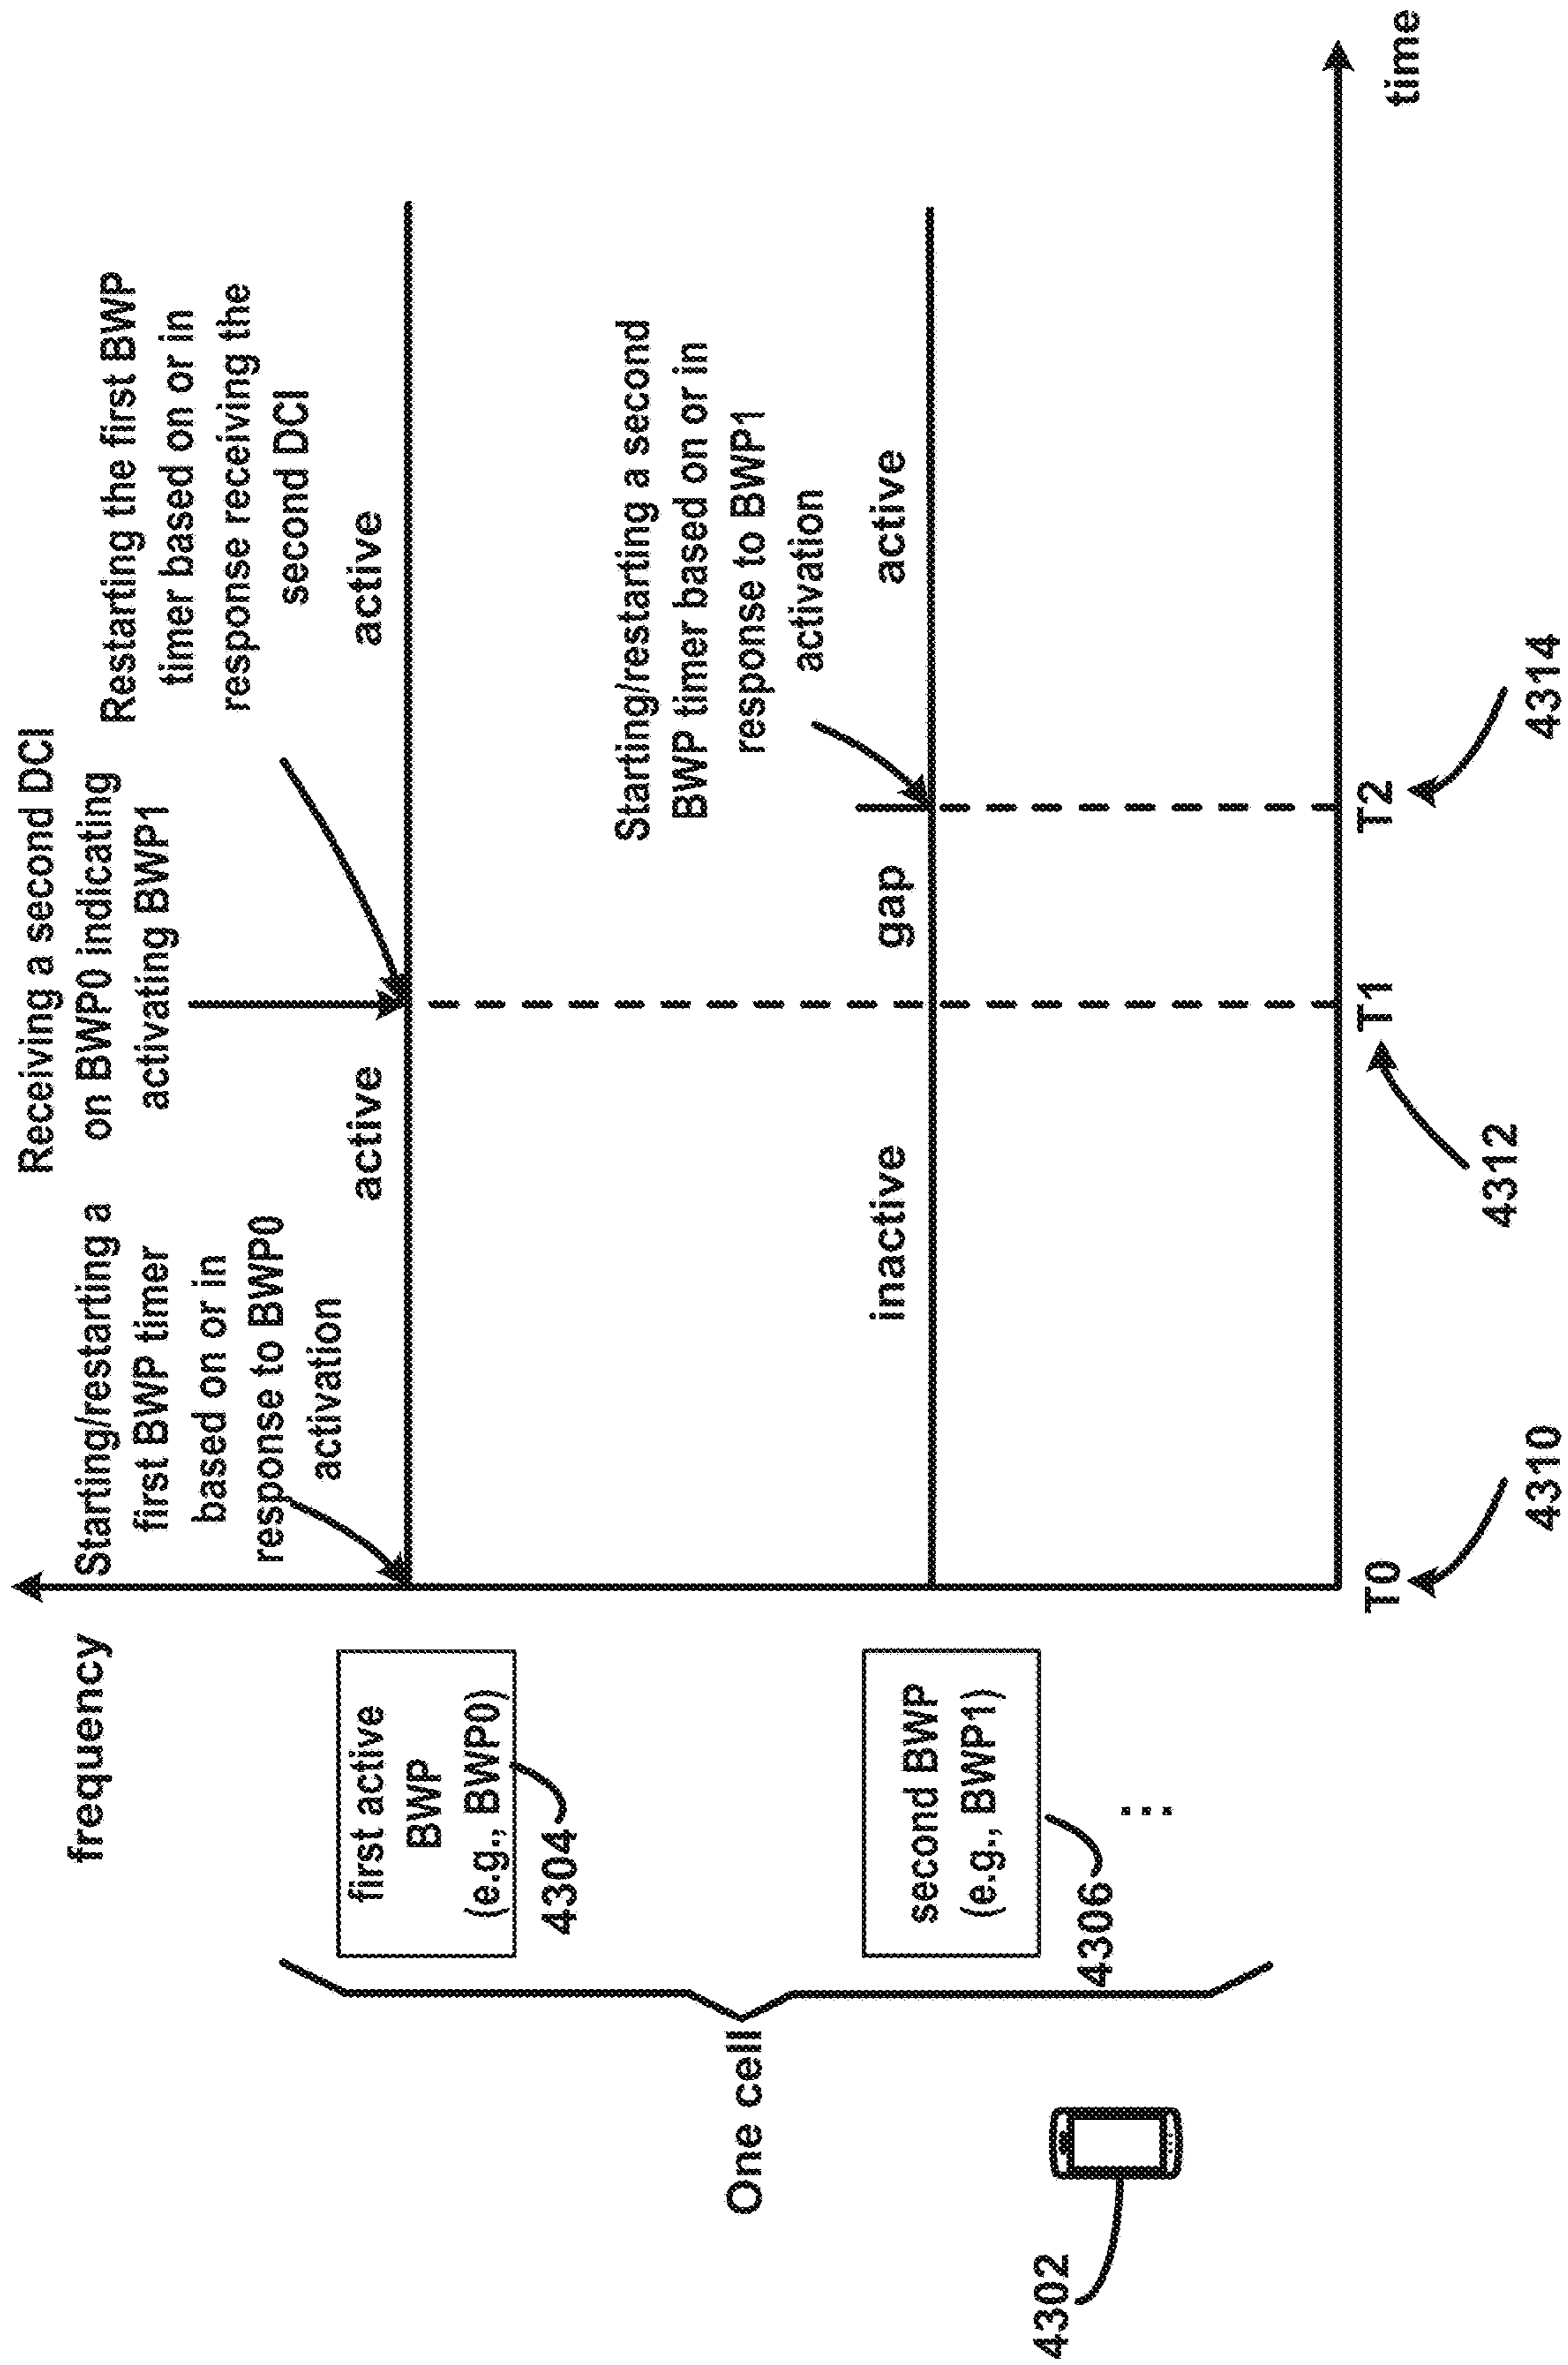 frequency
Starting/restarting a
first BWP timer
based on or in
response to BWP0
activation
Receiving a second DCI
on BWP0 indicating
activating BWP1
Restarting the first BWP
timer based on or in
response receiving the
second DCI
first active
BWP
(e.g., BWP0)
4304
active
active
One cell
Starting/restarting a second
BWP timer based on or in
response to BWP1
activation
second BWP
(e.g., BWP1)
4306
...
inactive
gap
active
4302
T0
T1
T2
time
4310
4312
4314